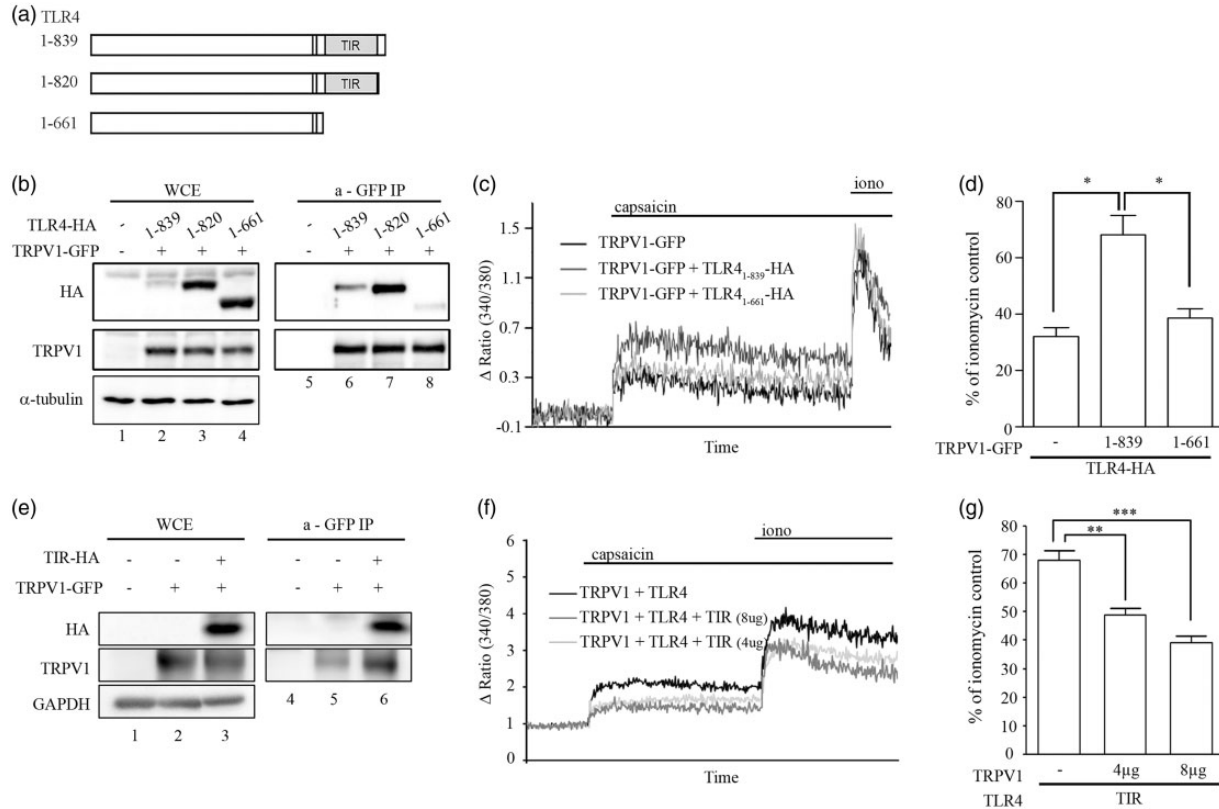 (a)
TLR4
1-839
TIR
1-820
TIR
1-661
(b)
WCE
a - GFP IP
TLR4-HA - 1-839 1-820 1-661 - 1-839 1-820 1-661
TRPV1-GFP - + + + - + + +
HA
TRPV1
α-tubulin
1 2 3 4
5 6 7 8
(c)
iono
capsaicin
TRPV1-GFP
TRPV1-GFP + TLR4₁₋₈₃₉-HA
TRPV1-GFP + TLR4₁₋₆₆₁-HA
Δ Ratio (340/380)
1.5
1.1
0.7
0.3
-0.1
Time
(d)
* *
% of ionomycin control
80
60
40
20
0
TRPV1-GFP - 1-839 1-661
TLR4-HA
(e)
WCE
a - GFP IP
TIR-HA - - + - - +
TRPV1-GFP - + + - + +
HA
TRPV1
GAPDH
1 2 3
4 5 6
(f)
iono
capsaicin
TRPV1 + TLR4
TRPV1 + TLR4 + TIR (8ug)
TRPV1 + TLR4 + TIR (4ug)
Δ Ratio (340/380)
6
5
4
3
2
1
0
Time
(g)
***
**
% of ionomycin control
80
70
60
50
40
30
20
10
0
TRPV1 - 4µg 8µg
TLR4 TIR